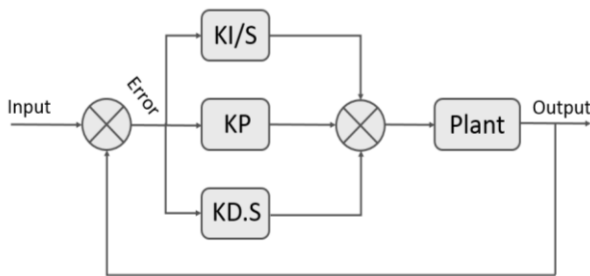 KI/S
Error
Input
KP
Plant
Output
KD.S